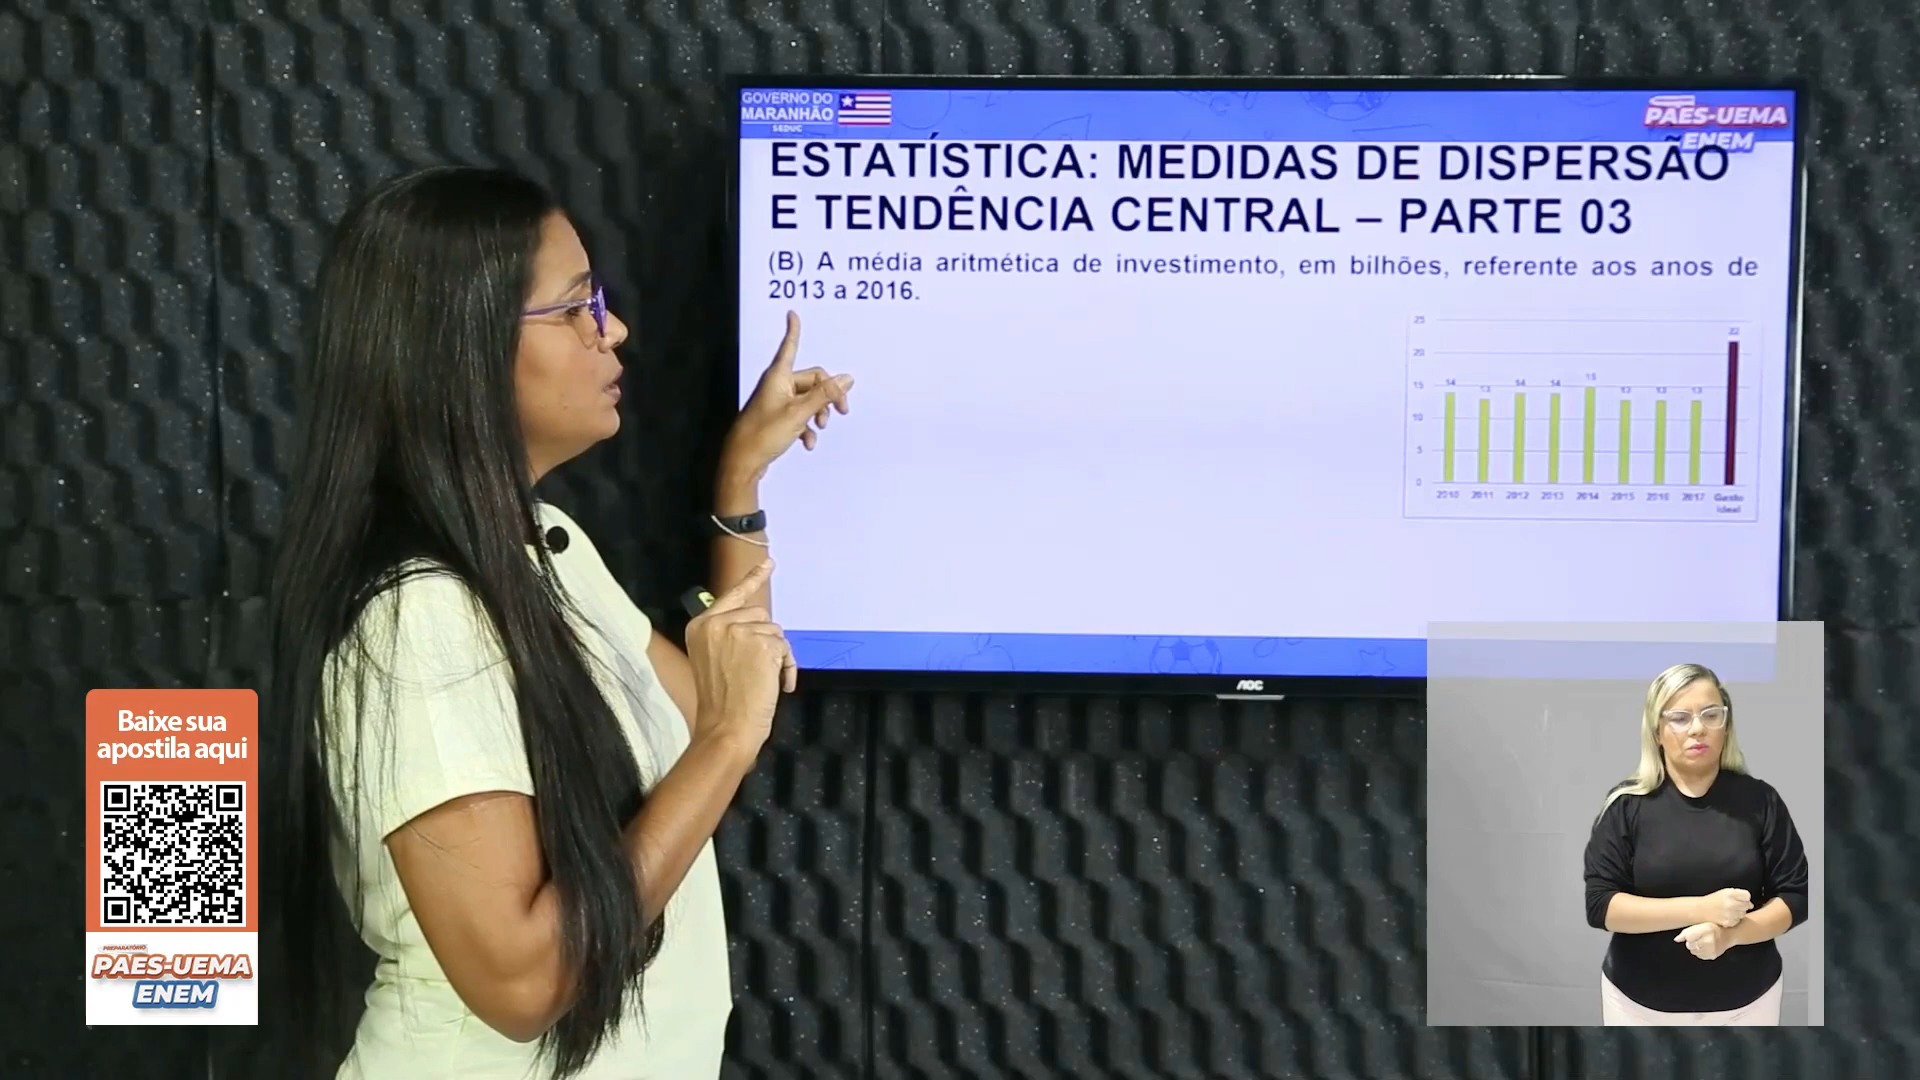 GOVERNO DO
MARANHÃO
SEDUC
PAES-UEMA
ENEM
ESTATÍSTICA: MEDIDAS DE DISPERSÃO
E TENDÊNCIA CENTRAL – PARTE 03
(B) A média aritmética de investimento, em bilhões, referente aos anos de
2013 a 2016.
25
20
15
10
5
0
14 13 14 14 15 13 13 13 22
2010 2011 2012 2013 2014 2015 2016 2017 Gasto
ideal
AOC
Baixe sua
apostila aqui
PREPARATÓRIO
PAES-UEMA
ENEM